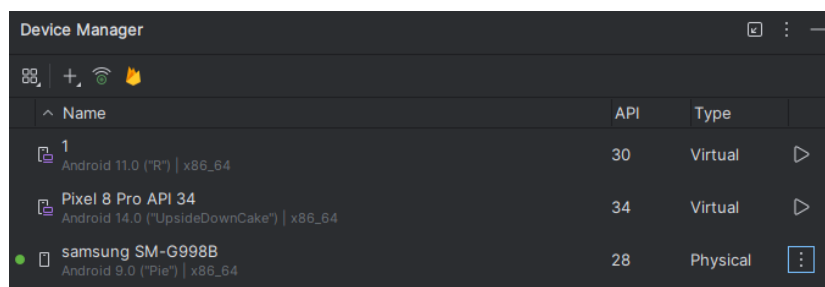 Device Manager
Name API Type
1
Android 11.0 ("R") | x86_64
30 Virtual
Pixel 8 Pro API 34
Android 14.0 ("UpsideDownCake") | x86_64
34 Virtual
samsung SM-G998B
Android 9.0 ("Pie") | x86_64
28 Physical